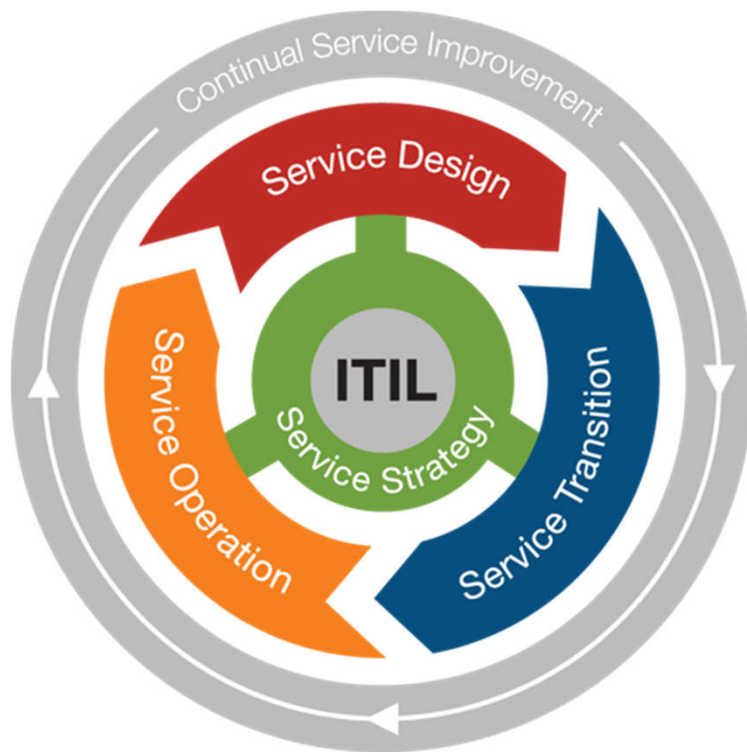 Continual Service Improvement
Service Design
Service Transition
Service Operation
ITIL
Service Strategy